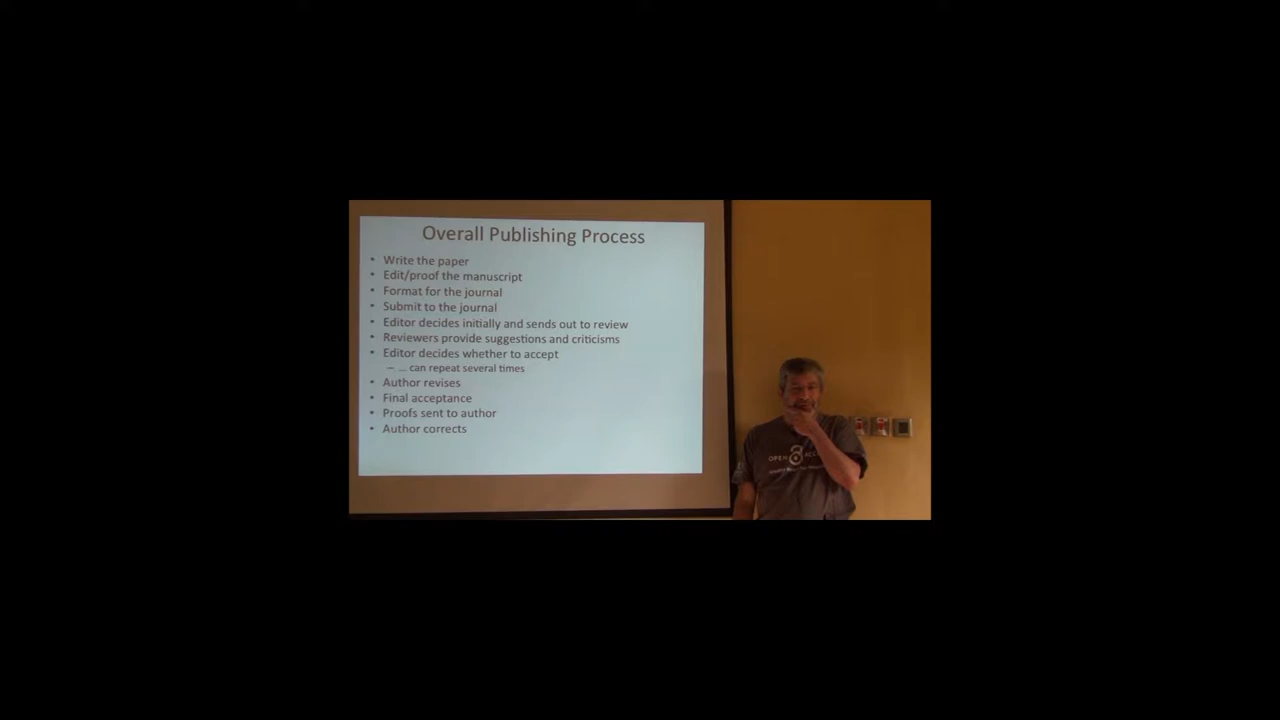 Overall Publishing Process
• Write the paper
• Edit/proof the manuscript
• Format for the journal
• Submit to the journal
• Editor decides initially and sends out to review
• Reviewers provide suggestions and criticisms
• Editor decides whether to accept
– ... can repeat several times
• Author revises
• Final acceptance
• Proofs sent to author
• Author corrects
OPEN ACC